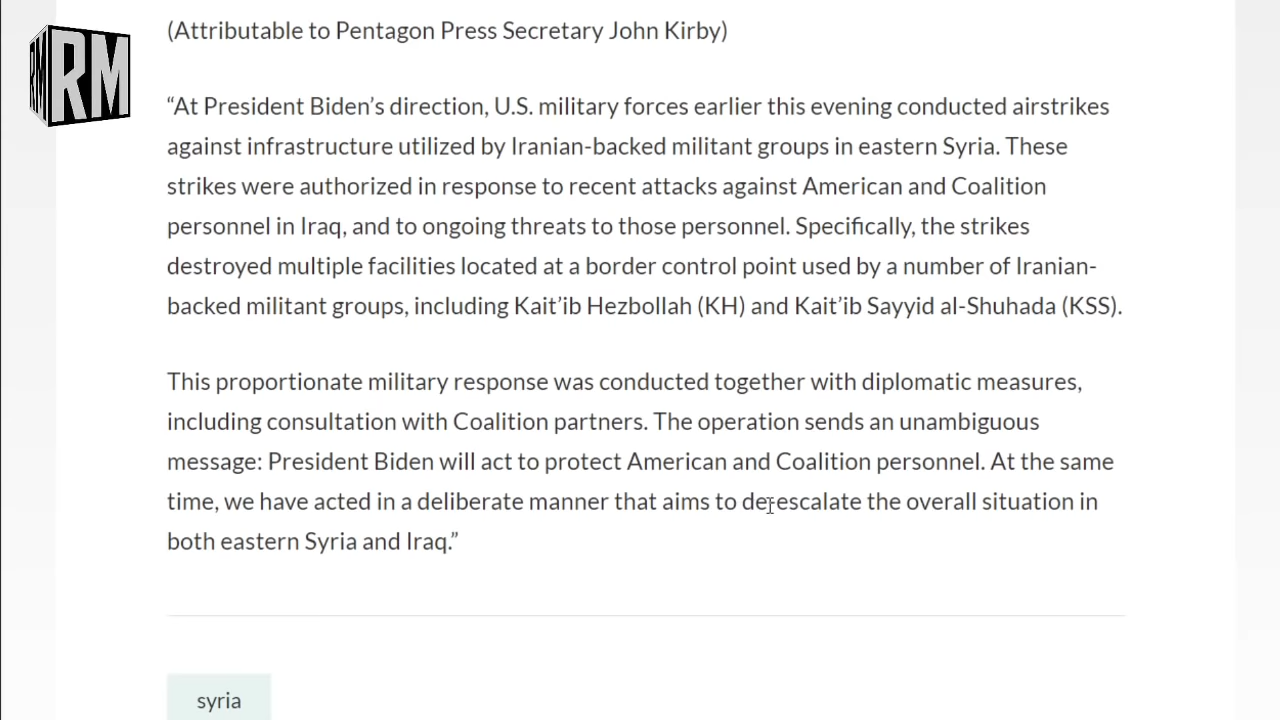 RM RM
(Attributable to Pentagon Press Secretary John Kirby)
“At President Biden’s direction, U.S. military forces earlier this evening conducted airstrikes
against infrastructure utilized by Iranian-backed militant groups in eastern Syria. These
strikes were authorized in response to recent attacks against American and Coalition
personnel in Iraq, and to ongoing threats to those personnel. Specifically, the strikes
destroyed multiple facilities located at a border control point used by a number of Iranian-
backed militant groups, including Kait’ib Hezbollah (KH) and Kait’ib Sayyid al-Shuhada (KSS).
This proportionate military response was conducted together with diplomatic measures,
including consultation with Coalition partners. The operation sends an unambiguous
message: President Biden will act to protect American and Coalition personnel. At the same
time, we have acted in a deliberate manner that aims to de-escalate the overall situation in
both eastern Syria and Iraq.”
syria